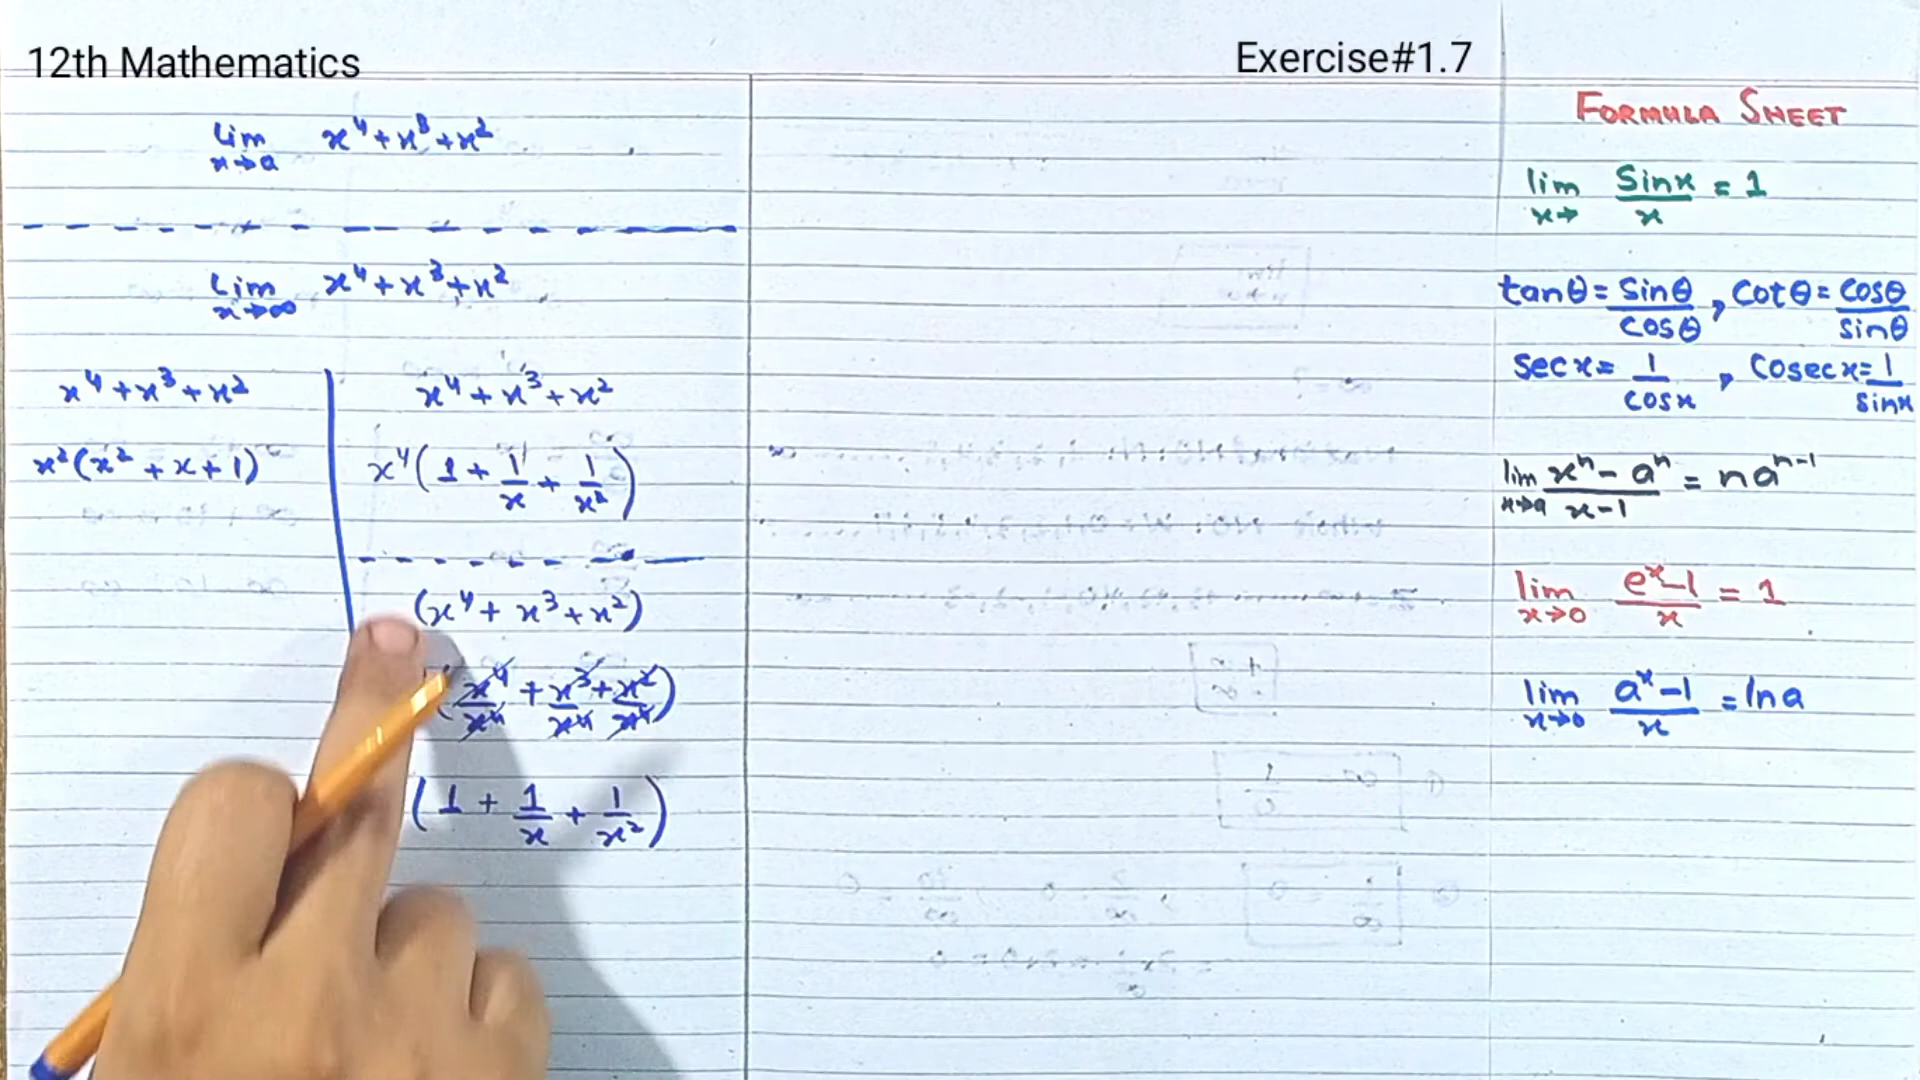 12th Mathematics
Exercise#1.7
lim x→a x⁴+x³+x²
lim x→∞ x⁴+x³+x²
x⁴+x³+x²
x²(x²+x+1)
x⁴+x³+x²
x⁴(1+1/x+1/x²)
(x⁴+x³+x²)
(x⁴/x⁴+x³/x⁴+x²/x⁴)
(1+1/x+1/x²)
FORMULA SHEET
lim x→ Sinx/x = 1
tanθ = Sinθ/cosθ, Cotθ = cosθ/sinθ
secx = 1/cosx, Cosecx = 1/sinx
lim x→a xⁿ-aⁿ/x-1 = naⁿ⁻¹
lim x→0 eˣ-1/x = 1
lim x→0 aˣ-1/x = lna